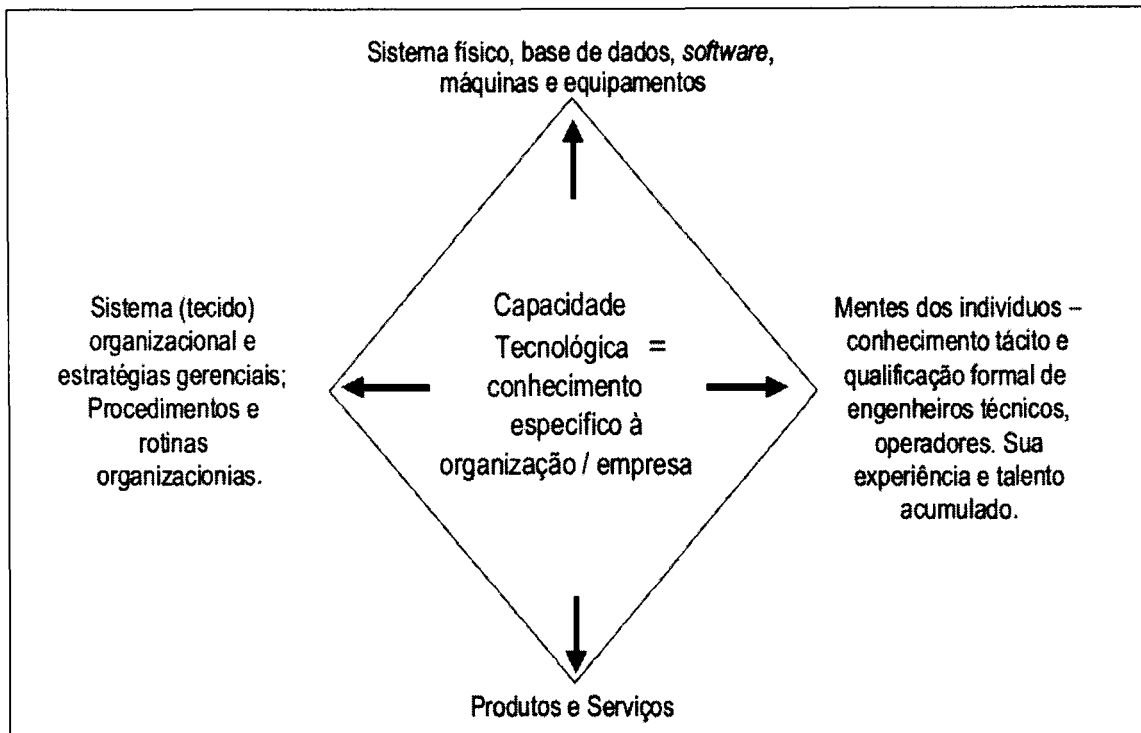 Sistema físico, base de dados, software,
máquinas e equipamentos
Sistema (tecido)
organizacional e
estratégias gerenciais;
Procedimentos e
rotinas
organizacionias.
Capacidade
Tecnológica =
conhecimento
específico à
organização / empresa
Mentes dos indivíduos –
conhecimento tácito e
qualificação formal de
engenheiros técnicos,
operadores. Sua
experiência e talento
acumulado.
Produtos e Serviços